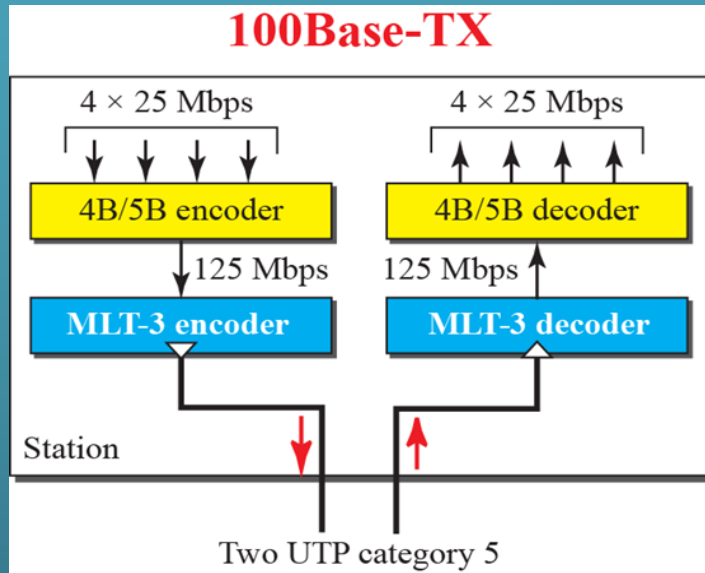 100Base-TX
4 × 25 Mbps
4 × 25 Mbps
4B/5B encoder
4B/5B decoder
125 Mbps
125 Mbps
MLT-3 encoder
MLT-3 decoder
Station
Two UTP category 5